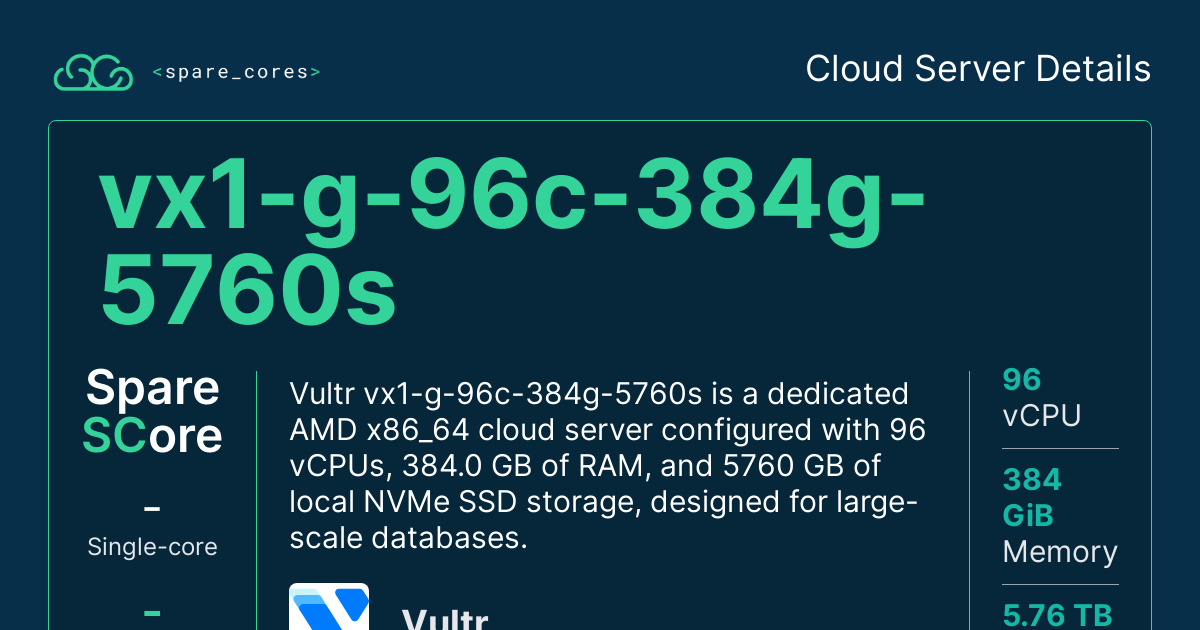 <spare_cores>
Cloud Server Details
vx1-g-96c-384g-
5760s
Spare
SCore
–
Single-core
-
Vultr vx1-g-96c-384g-5760s is a dedicated
AMD x86_64 cloud server configured with 96
vCPUs, 384.0 GB of RAM, and 5760 GB of
local NVMe SSD storage, designed for large-
scale databases.
Vultr
96
vCPU
384
GiB
Memory
5.76 TB